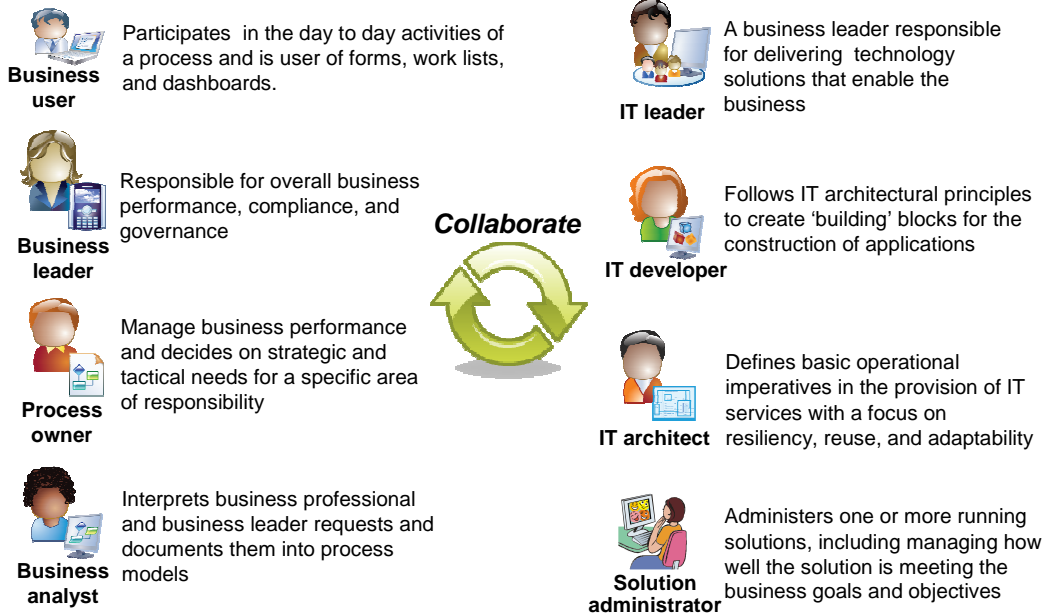 Business
user
Participates in the day to day activities of
a process and is user of forms, work lists,
and dashboards.
Business
leader
Responsible for overall business
performance, compliance, and
governance
Process
owner
Manage business performance
and decides on strategic and
tactical needs for a specific area
of responsibility
Business
analyst
Interprets business professional
and business leader requests and
documents them into process
models
Collaborate
IT leader
A business leader responsible
for delivering technology
solutions that enable the
business
IT developer
Follows IT architectural principles
to create ‘building’ blocks for the
construction of applications
IT architect
Defines basic operational
imperatives in the provision of IT
services with a focus on
resiliency, reuse, and adaptability
Solution
administrator
Administers one or more running
solutions, including managing how
well the solution is meeting the
business goals and objectives